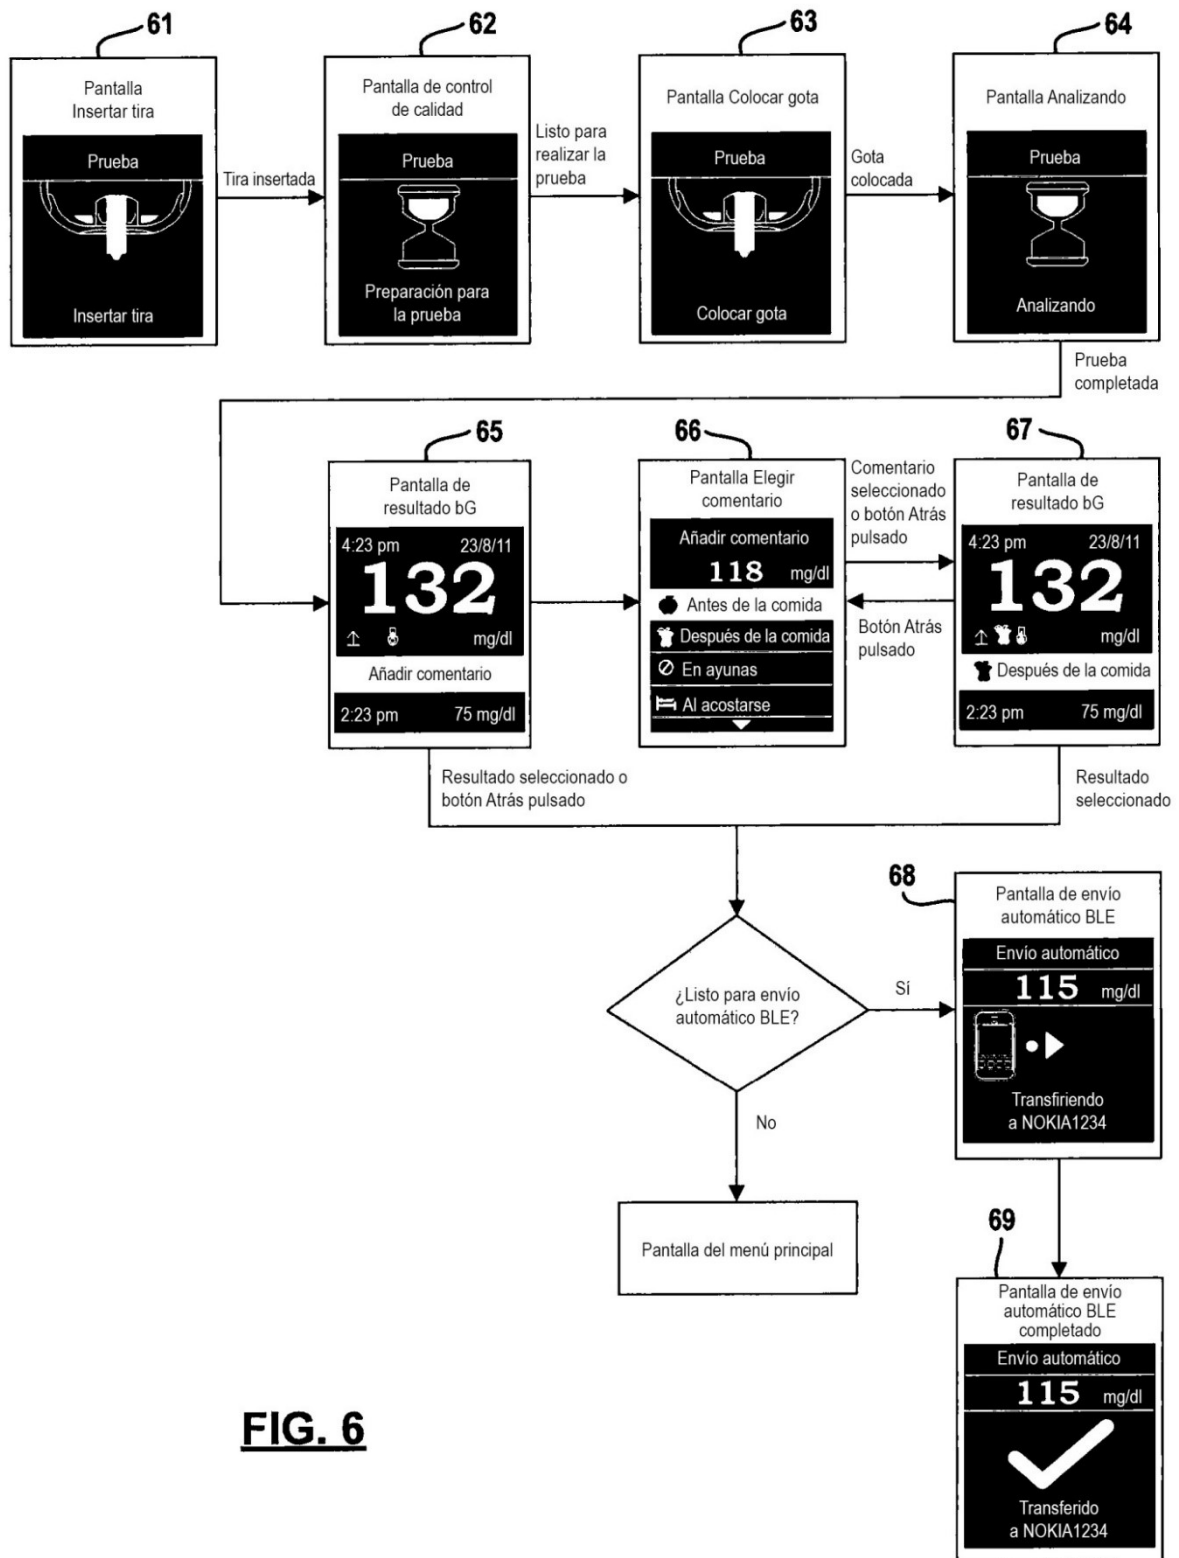 61
Pantalla
Insertar tira
Prueba
Insertar tira
Tira insertada
62
Pantalla de control
de calidad
Prueba
Preparación para
la prueba
Listo para
realizar la
prueba
63
Pantalla Colocar gota
Prueba
Colocar gota
Gota
colocada
64
Pantalla Analizando
Prueba
Analizando
Prueba
completada
65
Pantalla de
resultado bG
4:23 pm 23/8/11
132
mg/dl
Añadir comentario
2:23 pm 75 mg/dl
66
Pantalla Elegir
comentario
Añadir comentario
118 mg/dl
Antes de la comida
Después de la comida
En ayunas
Al acostarse
Comentario
seleccionado
o botón Atrás
pulsado
Botón Atrás
pulsado
67
Pantalla de
resultado bG
4:23 pm 23/8/11
132
mg/dl
Después de la comida
2:23 pm 75 mg/dl
Resultado seleccionado o
botón Atrás pulsado
Resultado
seleccionado
¿Listo para envío
automático BLE?
Sí
No
Pantalla del menú principal
68
Pantalla de envío
automático BLE
Envío automático
115 mg/dl
Transfiriendo
a NOKIA1234
69
Pantalla de envío
automático BLE
completado
Envío automático
115 mg/dl
Transferido
a NOKIA1234
FIG. 6